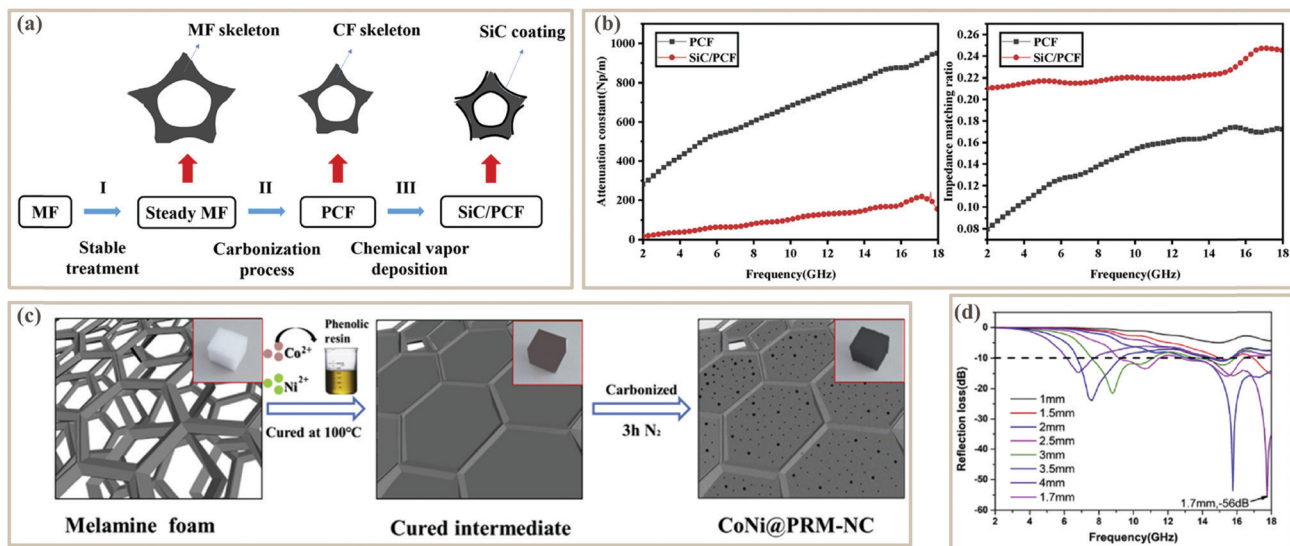 (a)
MF skeleton
CF skeleton
SiC coating
I
II
III
MF
Steady MF
PCF
SiC/PCF
Stable treatment
Carbonization process
Chemical vapor deposition
(b)
PCF
SiC/PCF
Attenuation constant(Np/m)
1000
800
600
400
200
0
2 4 6 8 10 12 14 16 18
Frequency(GHz)
PCF
SiC/PCF
Impedance matching ratio
0.24
0.22
0.20
0.18
0.16
0.14
0.12
0.10
0.08
2 4 6 8 10 12 14 16 18
Frequency(GHz)
(c)
Co²⁺
Ni²⁺
Phenolic
resin
Cured at 100°C
Carbonized
3h N₂
Melamine foam
Cured intermediate
CoNi@PRM-NC
(d)
Reflection loss(dB)
0
-10
-20
-30
-40
-50
-60
1mm
1.5mm
2mm
2.5mm
3mm
3.5mm
4mm
1.7mm
1.7mm,-56dB
2 4 6 8 10 12 14 16 18
Frequency(GHz)